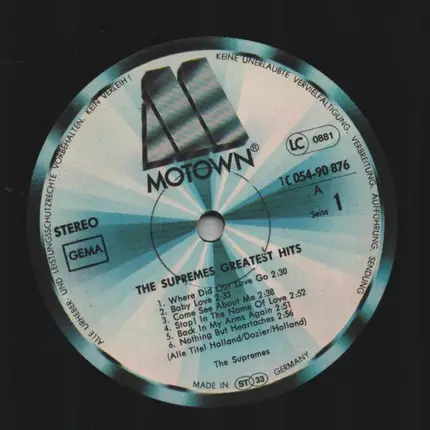 ALLE URHEBER- UND LEISTUNGSSCHUTZRECHTE VORBEHALTEN. KEIN VERLEIH! KEINE UNERLAUBTE VERVIELFÄLTIGUNG, VERBREITUNG, AUFFÜHRUNG, SENDUNG
M
MOTOWN®
LC 0881
1C 054-90 876
A
Seite 1
STEREO
GEMA
THE SUPREMES GREATEST HITS
1. Where Did Our Love Go 2:30
2. Baby Love 2:33
3. Come See About Me 2:38
4. Stop! In The Name Of Love 2:52
5. Back In My Arms Again 2:51
6. Nothing But Heartaches 2:56
(Alle Titel Holland/Dozier/Holland)
The Supremes
MADE IN ST 33 GERMANY